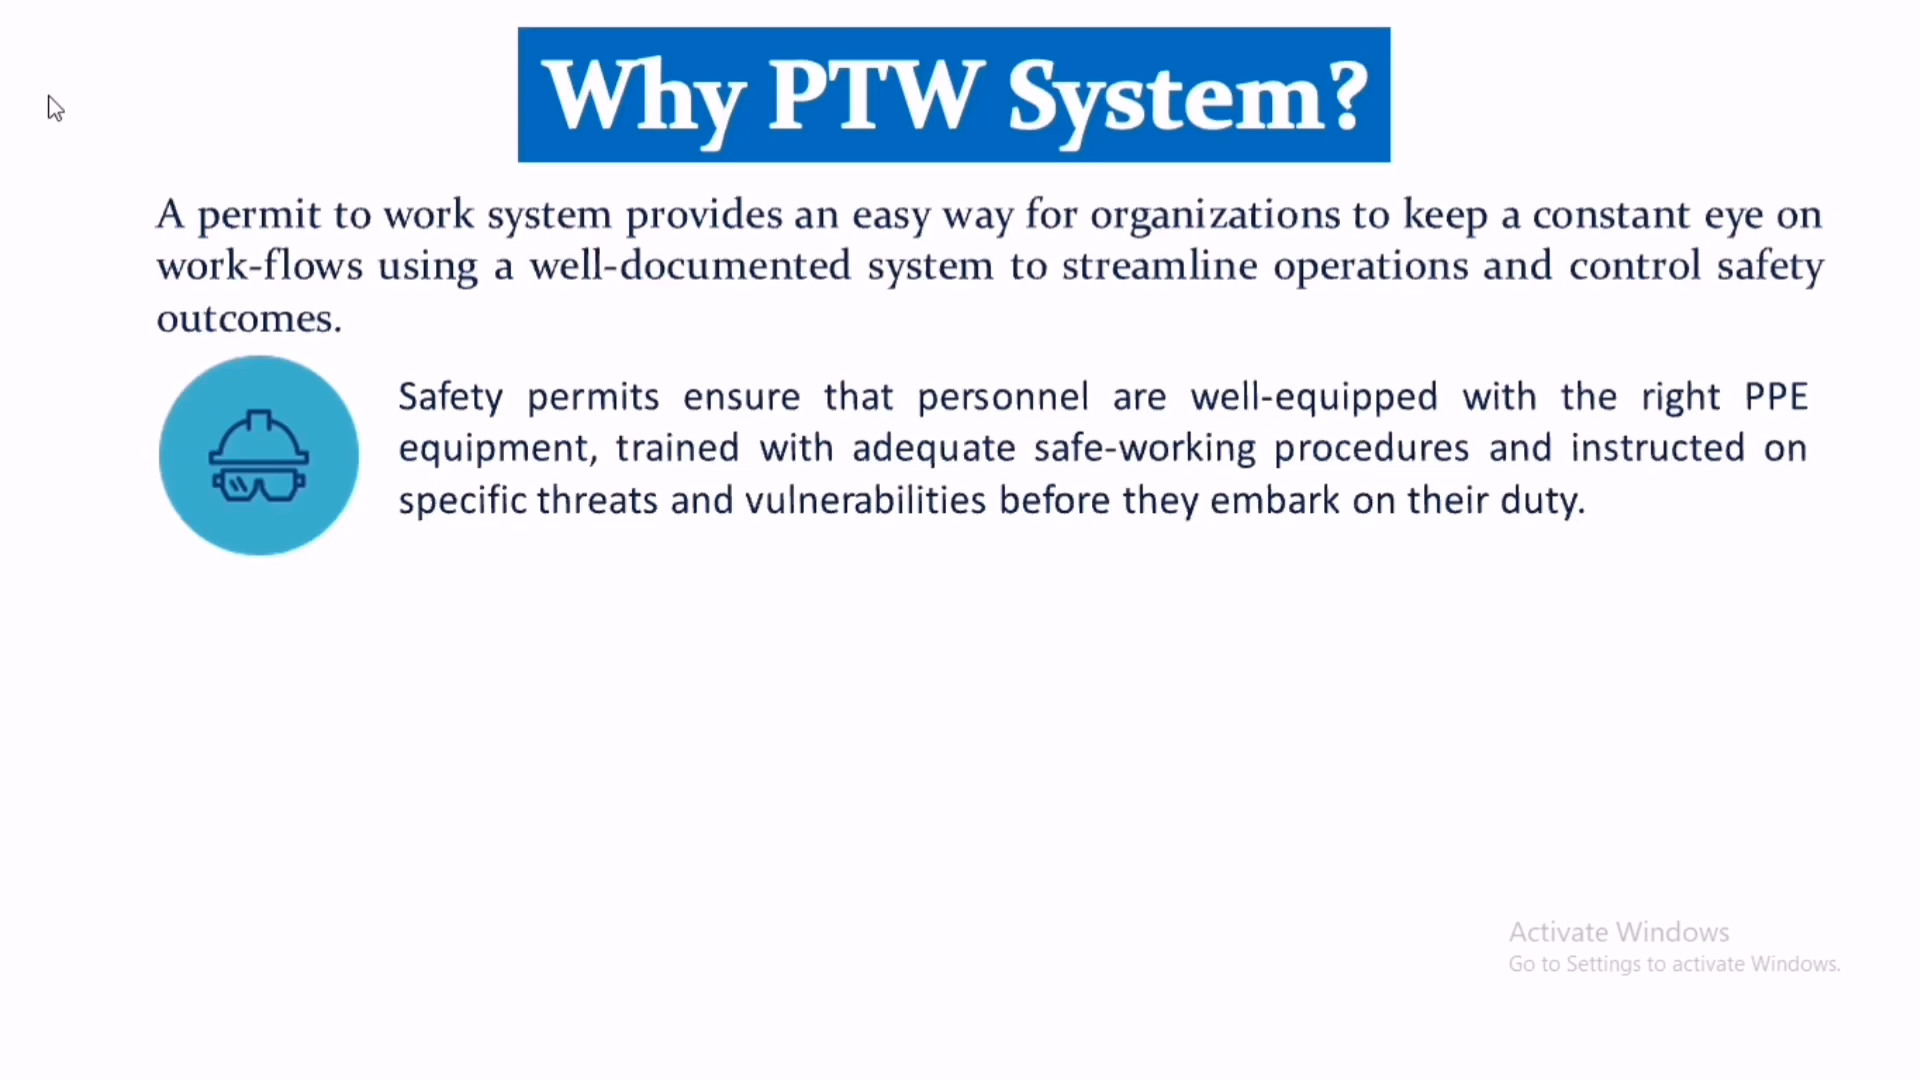 Why PTW System?
A permit to work system provides an easy way for organizations to keep a constant eye on
work-flows using a well-documented system to streamline operations and control safety
outcomes.
Safety permits ensure that personnel are well-equipped with the right PPE
equipment, trained with adequate safe-working procedures and instructed on
specific threats and vulnerabilities before they embark on their duty.
Activate Windows
Go to Settings to activate Windows.